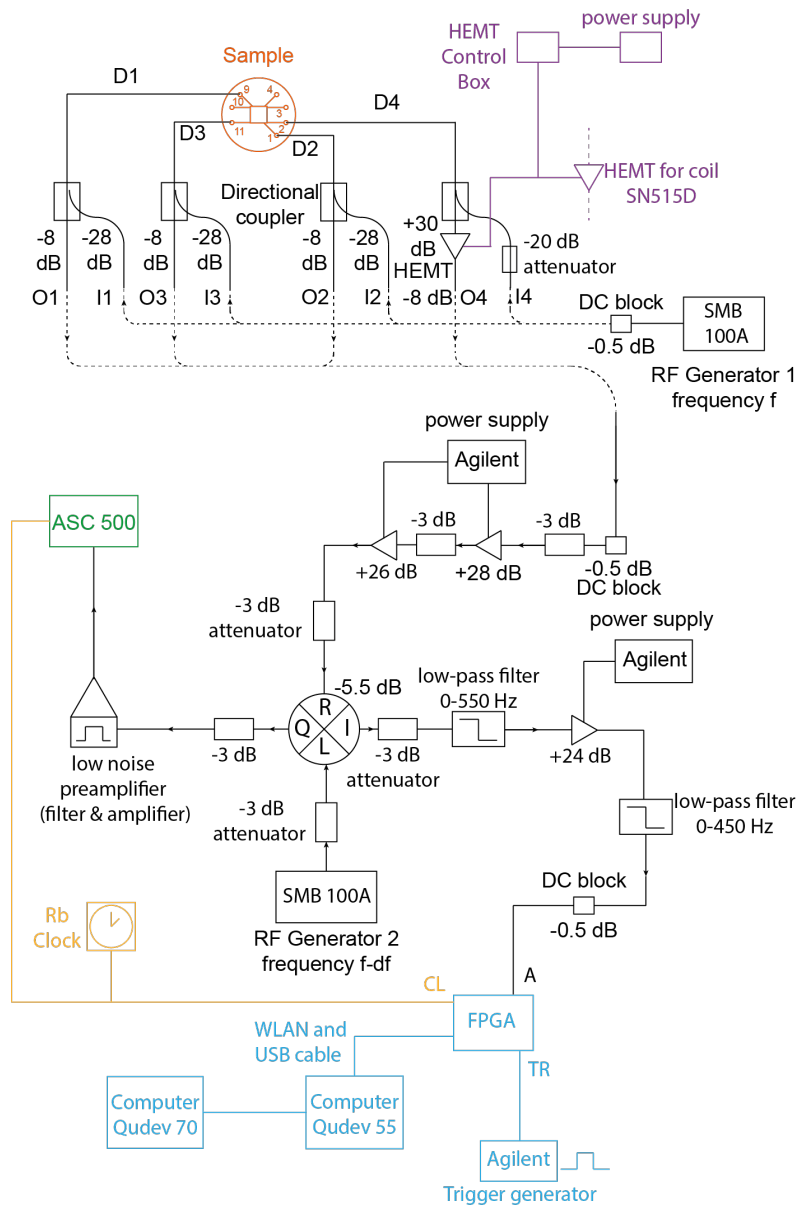 HEMT
Control
Box
power supply
Sample
D1
9
4
10
3
11
2
1
D4
D3
D2
HEMT for coil
SN515D
Directional
coupler
-8
dB
-28
dB
-8
dB
-28
dB
-8
dB
-28
dB
+30
dB
HEMT
-8 dB
-20 dB
attenuator
O1
I1
O3
I3
O2
I2
O4
I4
DC block
-0.5 dB
SMB
100A
RF Generator 1
frequency f
power supply
Agilent
ASC 500
-3 dB
-3 dB
+26 dB
+28 dB
-0.5 dB
DC block
-3 dB
attenuator
power supply
Agilent
-5.5 dB
low-pass filter
0-550 Hz
R
Q
I
L
+24 dB
-3 dB
-3 dB
attenuator
low noise
preamplifier
(filter & amplifier)
-3 dB
attenuator
low-pass filter
0-450 Hz
SMB 100A
RF Generator 2
frequency f-df
DC block
-0.5 dB
Rb
Clock
CL
A
FPGA
WLAN and
USB cable
TR
Computer
Qudev 70
Computer
Qudev 55
Agilent
Trigger generator